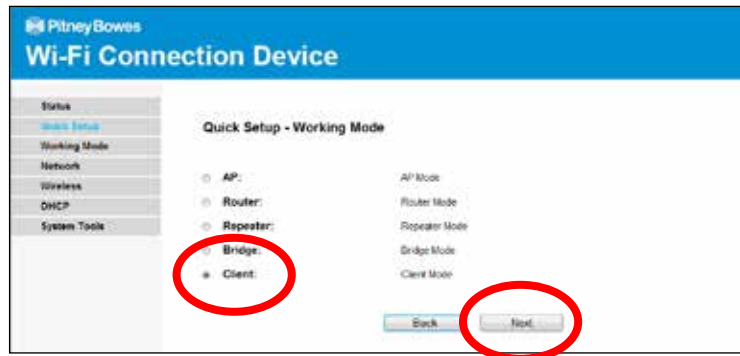 Pitney Bowes
Wi-Fi Connection Device
Status
Quick Setup
Working Mode
Network
Wireless
DHCP
System Tools
Quick Setup - Working Mode
AP: AP Mode
Router: Router Mode
Repeater: Repeater Mode
Bridge: Bridge Mode
Client: Client Mode
Back Next